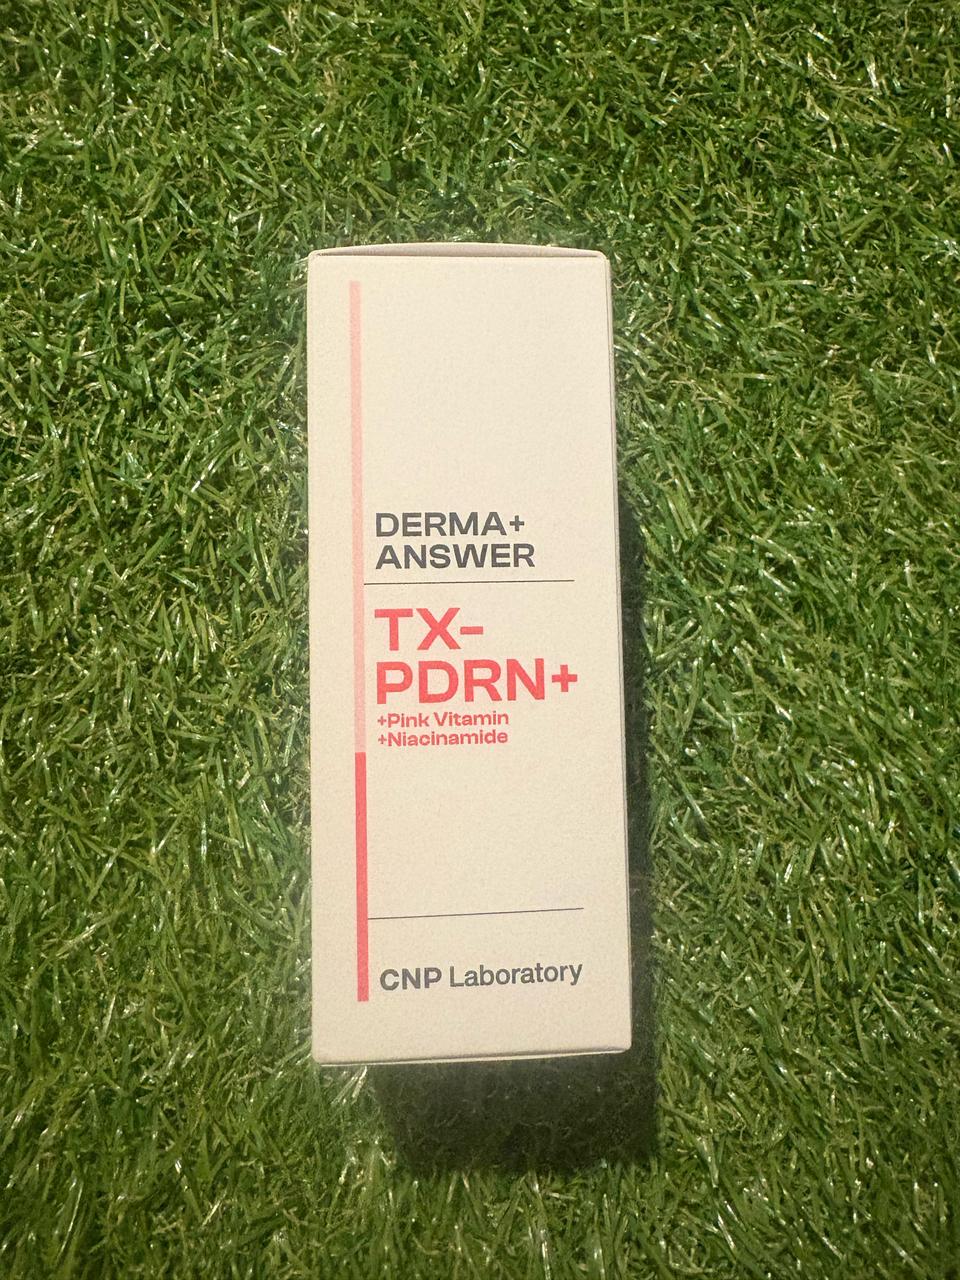 DERMA+
ANSWER
TX-
PDRN+
+Pink Vitamin
+Niacinamide
CNP Laboratory